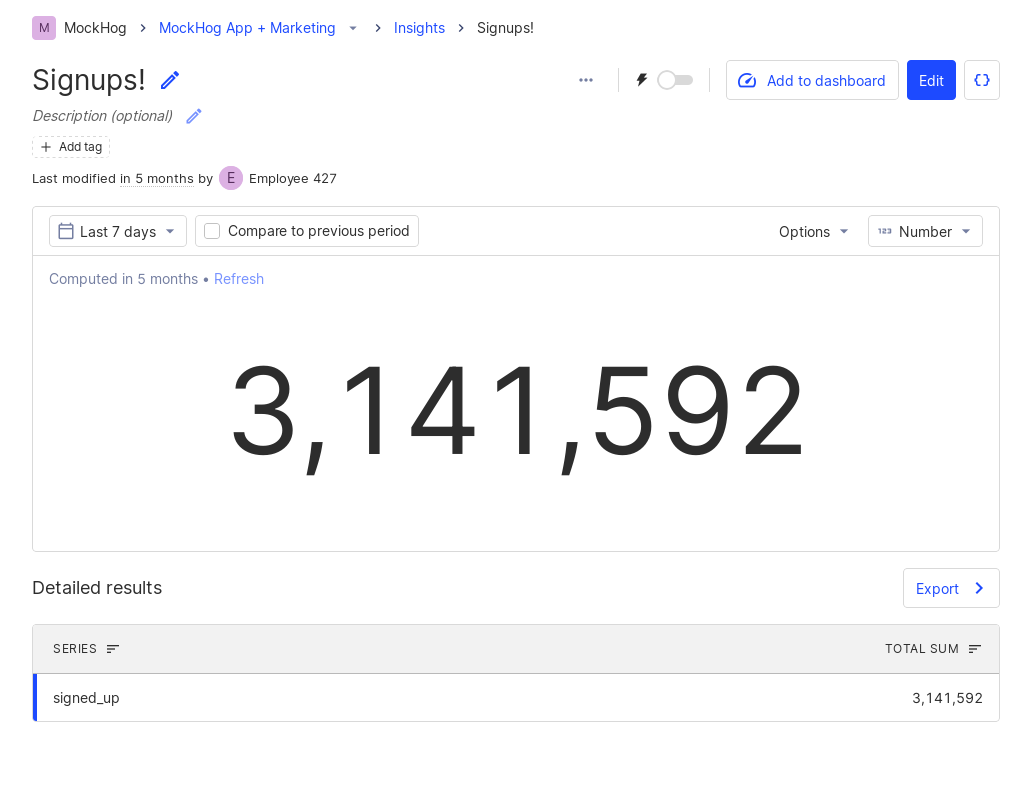 M MockHog > MockHog App + Marketing > Insights > Signups!
Signups!
Add to dashboard Edit {}
Description (optional)
+ Add tag
Last modified in 5 months by E Employee 427
Last 7 days Compare to previous period Options 123 Number
Computed in 5 months • Refresh
3,141,592
Detailed results Export
SERIES TOTAL SUM
signed_up 3,141,592